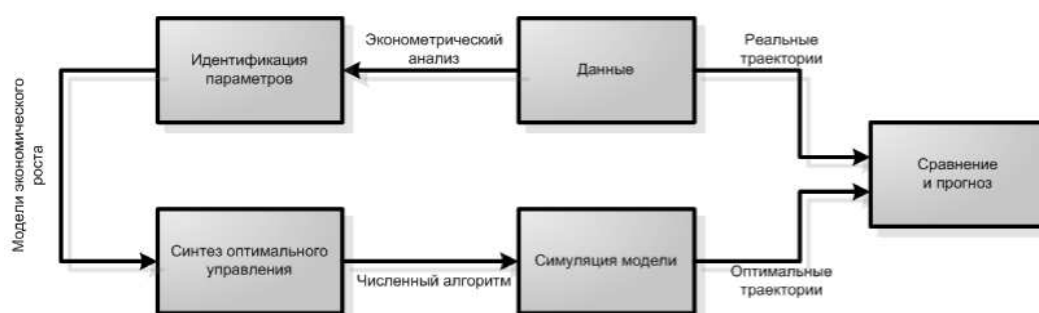 Идентификация
параметров
Эконометрический
анализ
Данные
Реальные
траектории
Сравнение
и прогноз
Модели экономического
роста
Синтез оптимального
управления
Численный алгоритм
Симуляция модели
Оптимальные
траектории